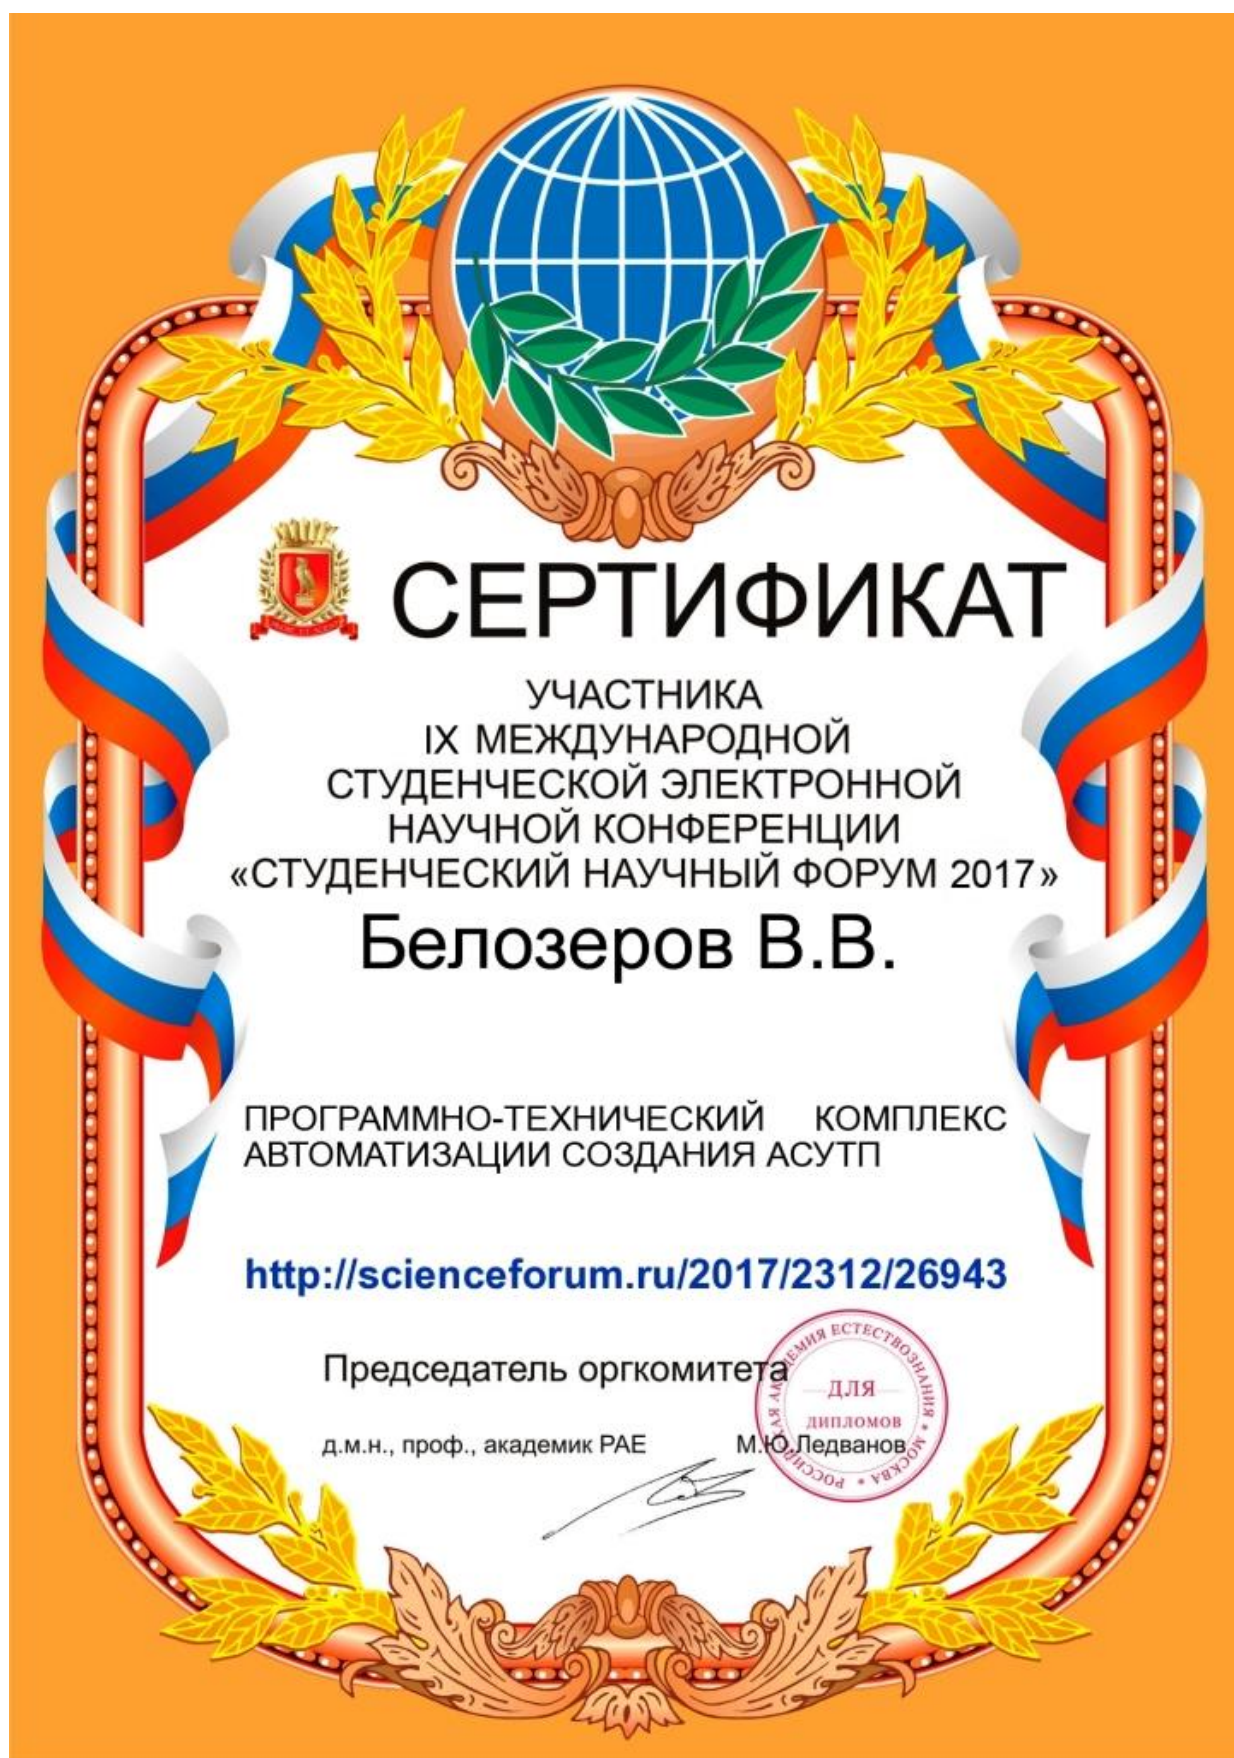 СЕРТИФИКАТ
УЧАСТНИКА
IX МЕЖДУНАРОДНОЙ
СТУДЕНЧЕСКОЙ ЭЛЕКТРОННОЙ
НАУЧНОЙ КОНФЕРЕНЦИИ
«СТУДЕНЧЕСКИЙ НАУЧНЫЙ ФОРУМ 2017»
Белозеров В.В.
ПРОГРАММНО-ТЕХНИЧЕСКИЙ КОМПЛЕКС
АВТОМАТИЗАЦИИ СОЗДАНИЯ АСУТП
http://scienceforum.ru/2017/2312/26943
Председатель оргкомитета
д.м.н., проф., академик РАЕ М.Ю.Ледванов
РОССИЙСКАЯ АКАДЕМИЯ ЕСТЕСТВОЗНАНИЯ * МОСКВА *
ДЛЯ
ДИПЛОМОВ